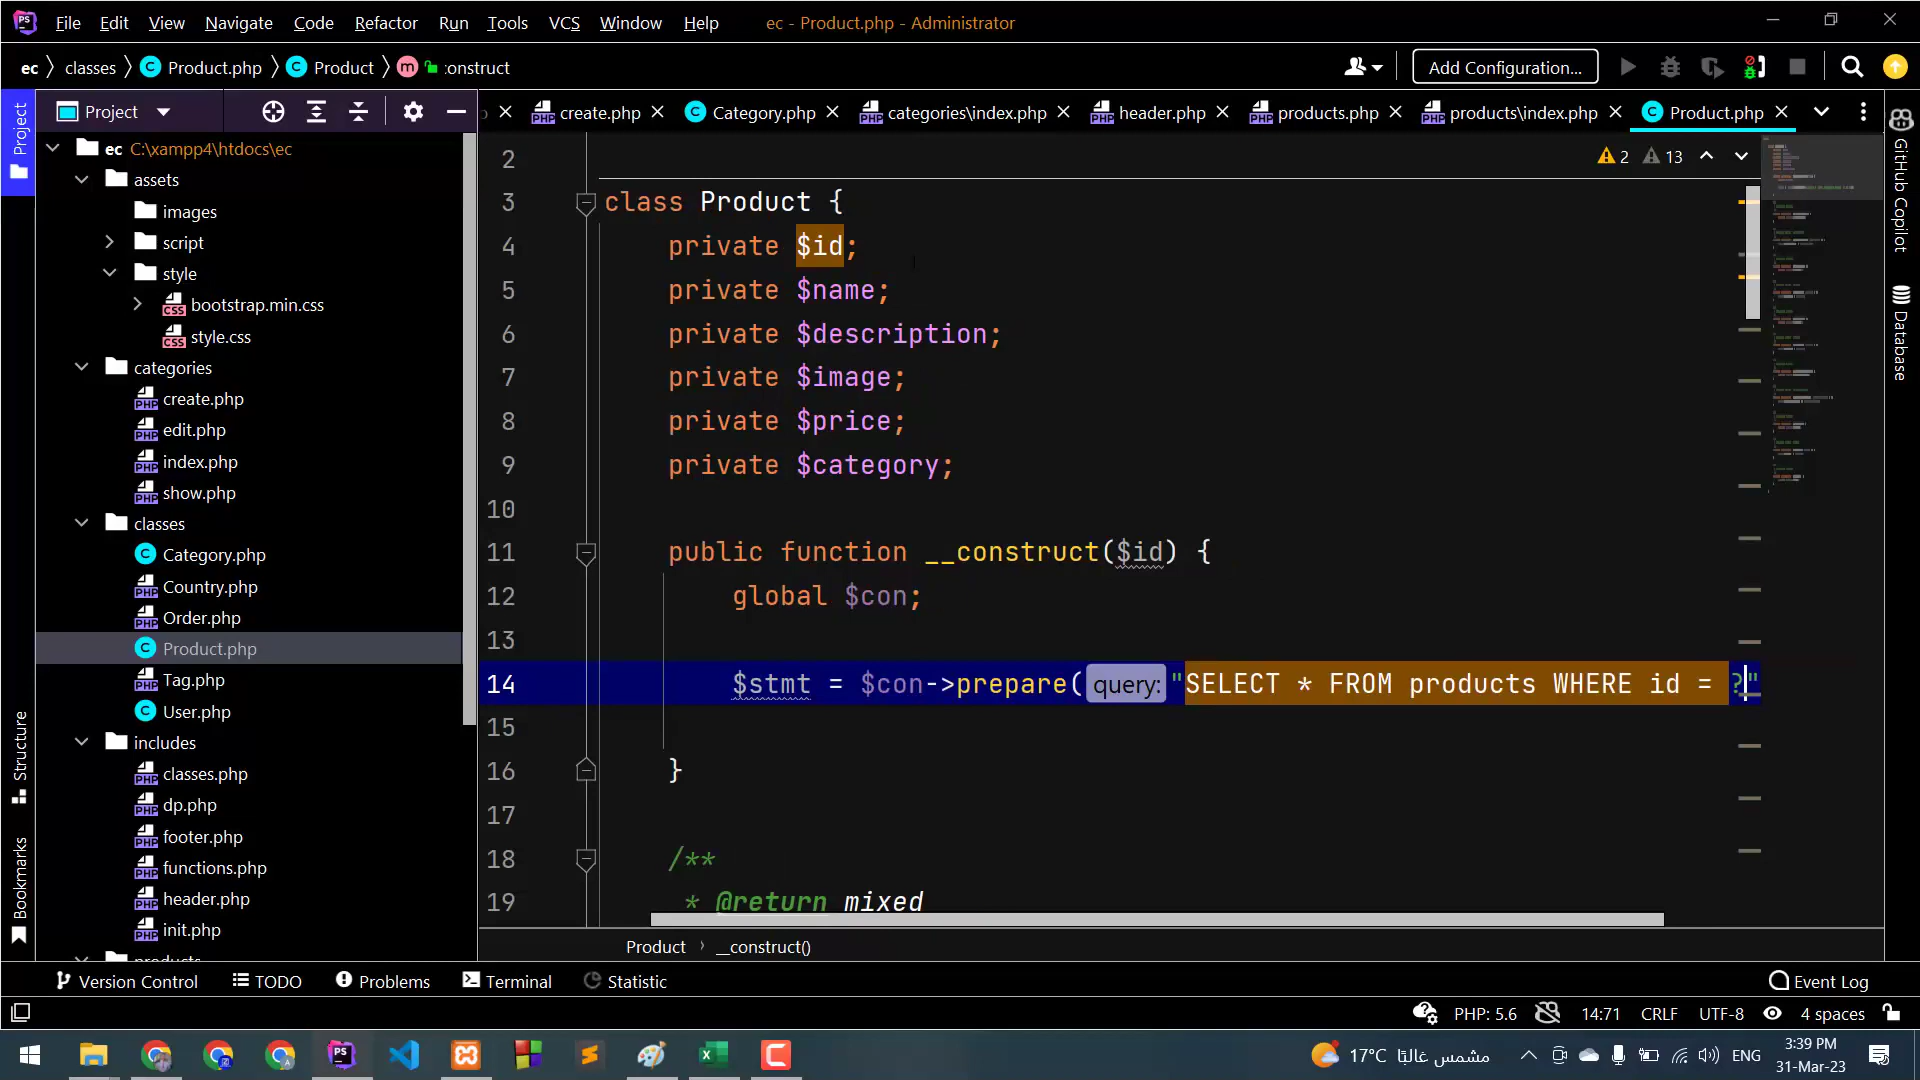 PS File Edit View Navigate Code Refactor Run Tools VCS Window Help ec - Product.php - Administrator
ec classes C Product.php C Product m :onstruct Add Configuration...
Project
create.php Category.php categories\index.php header.php products.php products\index.php Product.php
Project
ec C:\xampp4\htdocs\ec
assets
images
script
style
bootstrap.min.css
style.css
categories
create.php
edit.php
index.php
show.php
classes
Category.php
Country.php
Order.php
Product.php
Tag.php
User.php
includes
classes.php
dp.php
footer.php
functions.php
header.php
init.php
Structure
Bookmarks
2 13
2
3 class Product {
4 private $id;
5 private $name;
6 private $description;
7 private $image;
8 private $price;
9 private $category;
10
11 public function __construct($id) {
12 global $con;
13
14 $stmt = $con->prepare( query: "SELECT * FROM products WHERE id = ?"
15
16 }
17
18 /**
19 * @return mixed
GitHub Copilot
Database
Product › __construct()
Version Control TODO Problems Terminal Statistic Event Log
PHP: 5.6 14:71 CRLF UTF-8 4 spaces
17°C مشمس غالبًا ENG 3:39 PM
31-Mar-23